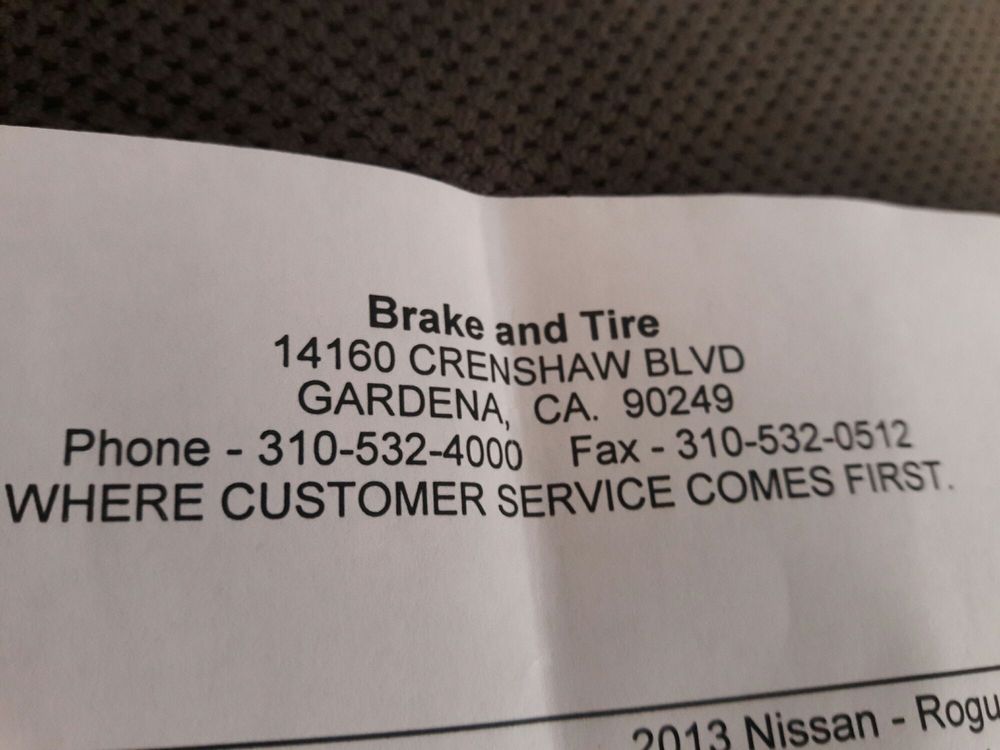 Brake and Tire
14160 CRENSHAW BLVD
GARDENA, CA. 90249
Phone - 310-532-4000 Fax - 310-532-0512
WHERE CUSTOMER SERVICE COMES FIRST.
2013 Nissan - Rogu